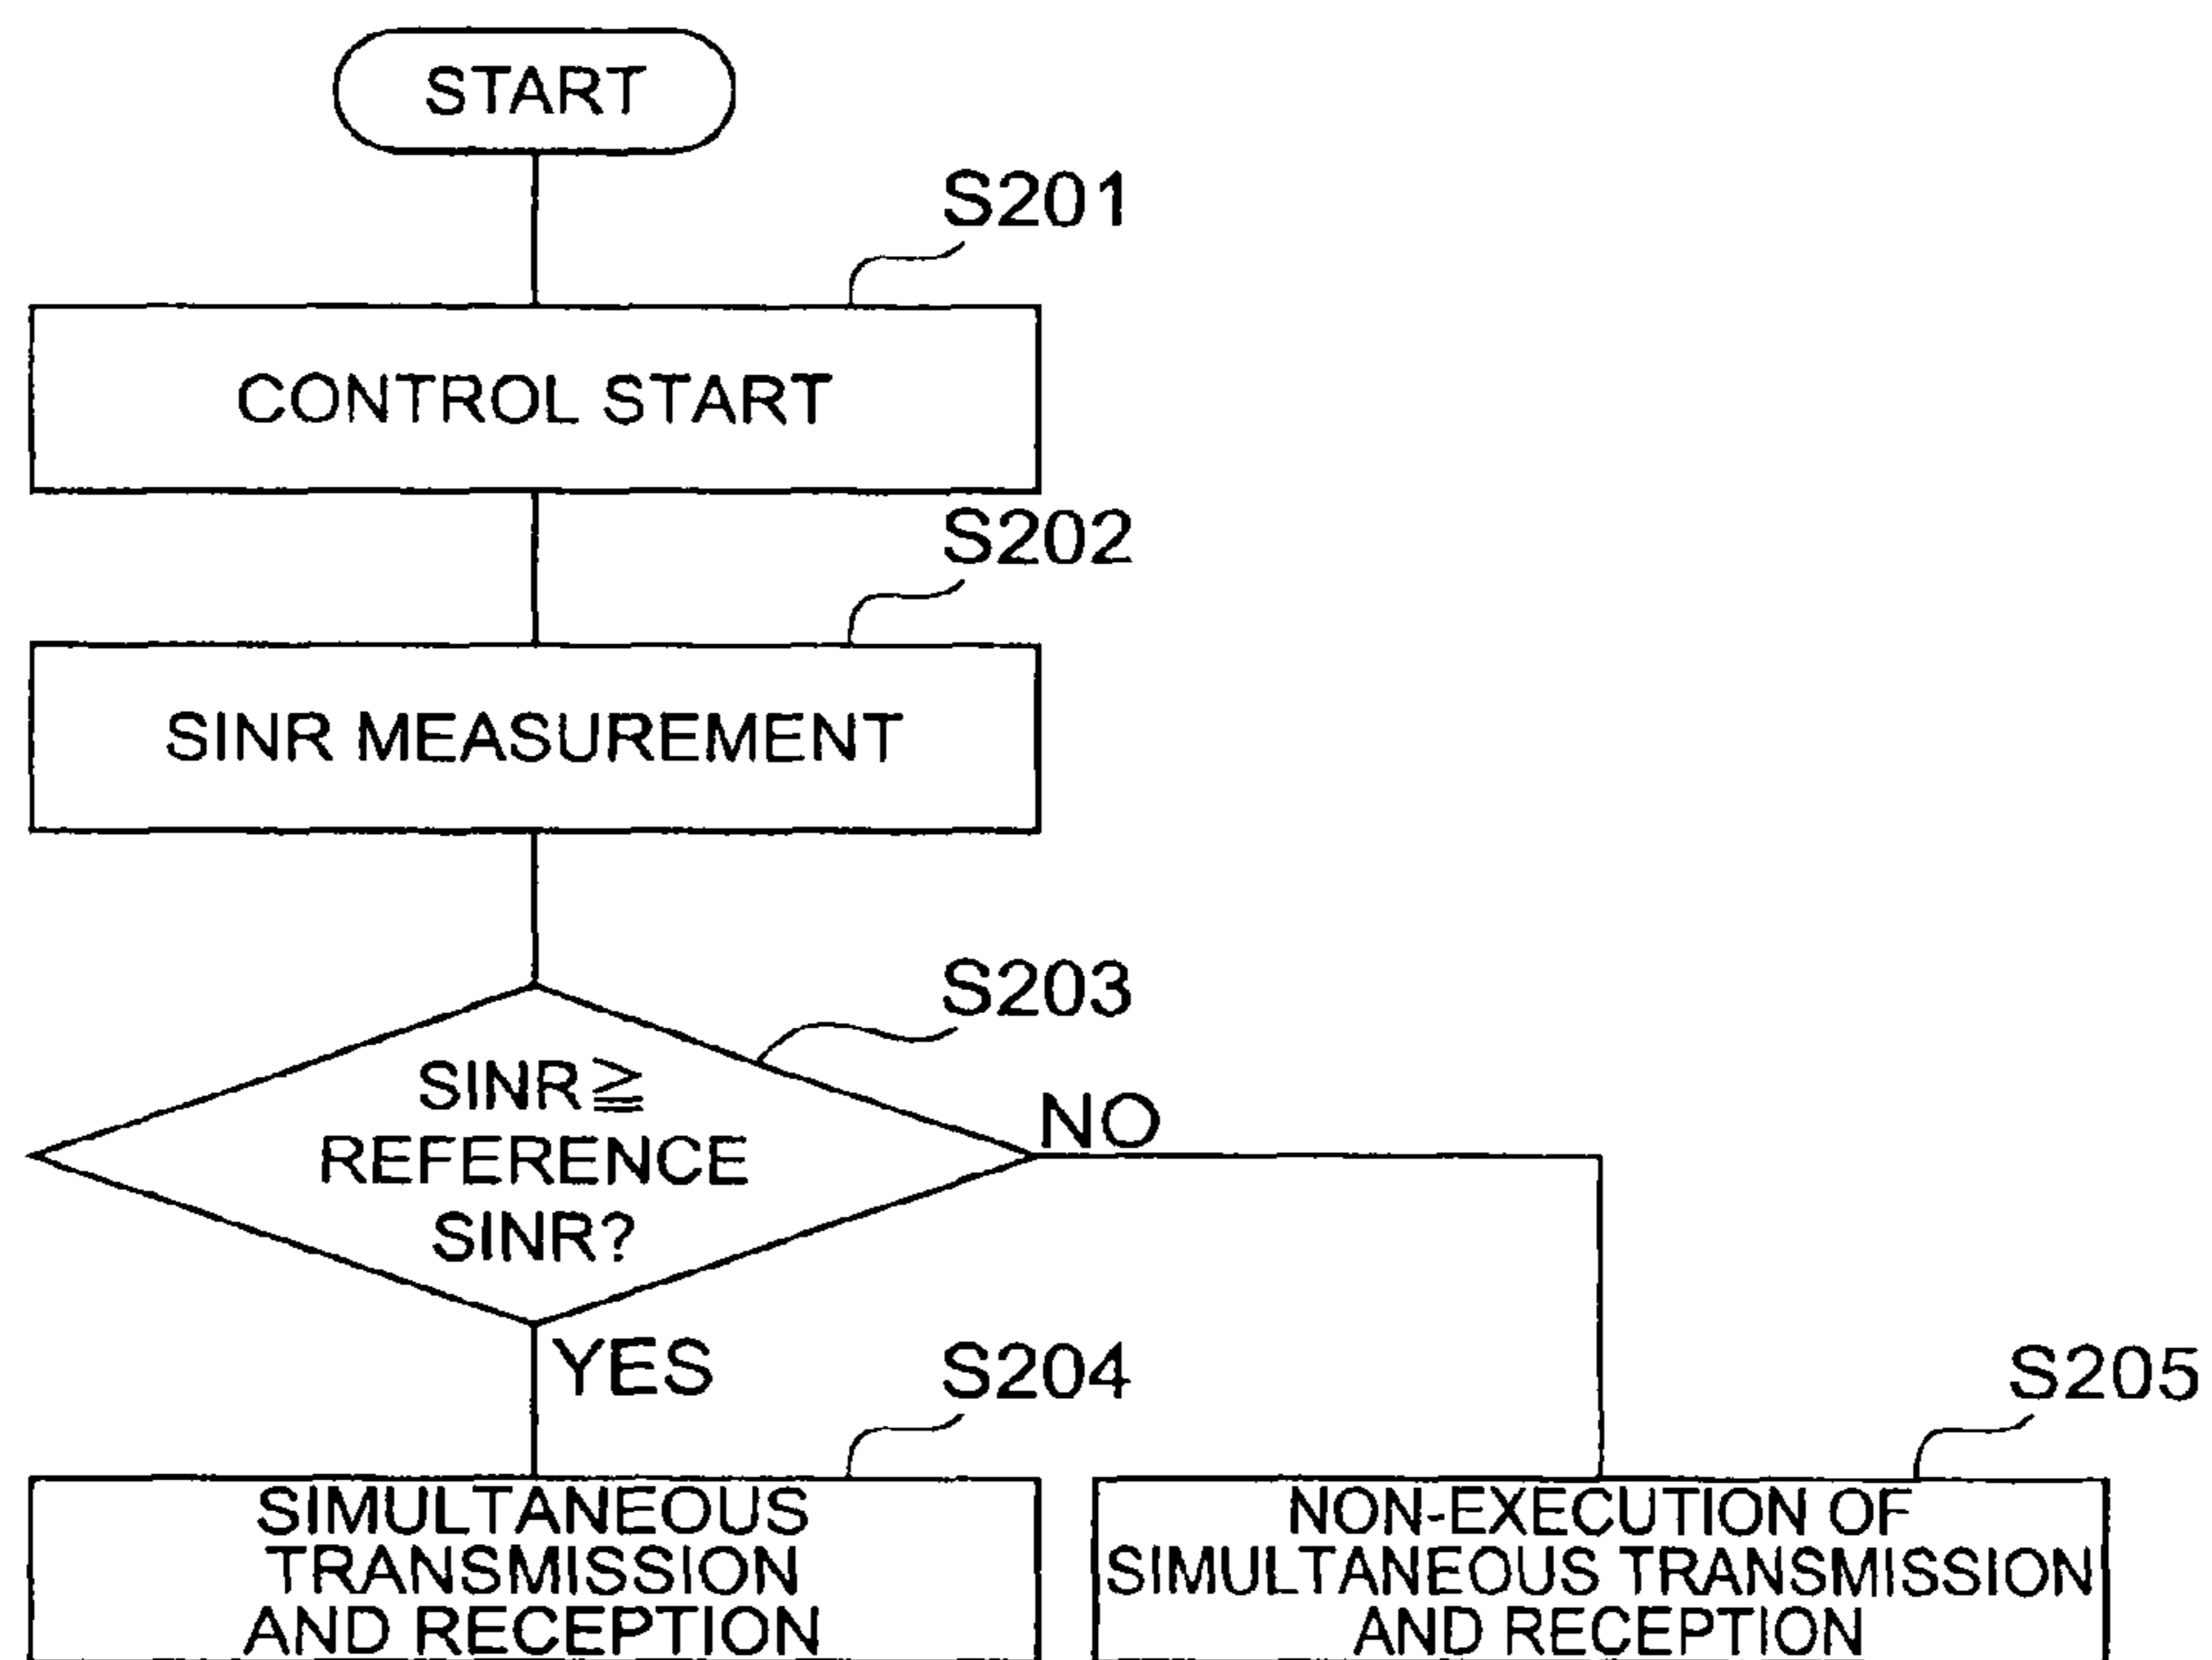 START
S201
CONTROL START
S202
SINR MEASUREMENT
S203
SINR≧
REFERENCE
SINR?
NO
YES
S204
S205
SIMULTANEOUS
TRANSMISSION
AND RECEPTION
NON-EXECUTION OF
SIMULTANEOUS TRANSMISSION
AND RECEPTION